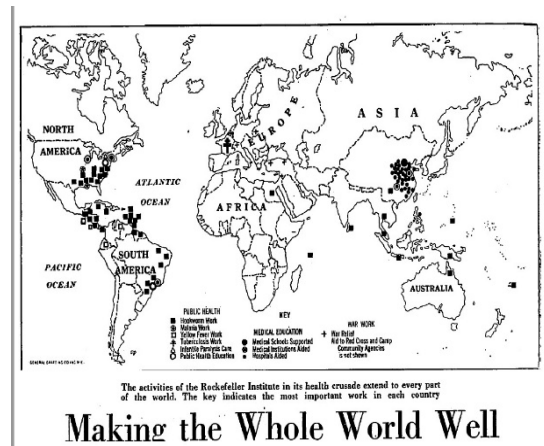 NORTH
AMERICA
ATLANTIC
OCEAN
EUROPE
ASIA
AFRICA
PACIFIC
OCEAN
SOUTH
AMERICA
AUSTRALIA
KEY
PUBLIC HEALTH
Hookworm Work
Malaria Work
Yellow Fever Work
Tuberculosis Work
Infantile Paralysis Care
Public Health Education
MEDICAL EDUCATION
Medical Schools Supported
Medical Institutions Aided
Hospitals Aided
WAR WORK
War Relief
Aid to Red Cross and Camp
Community Agencies
is not shown
The activities of the Rockefeller Institute in its health crusade extend to every part
of the world. The key indicates the most important work in each country
Making the Whole World Well